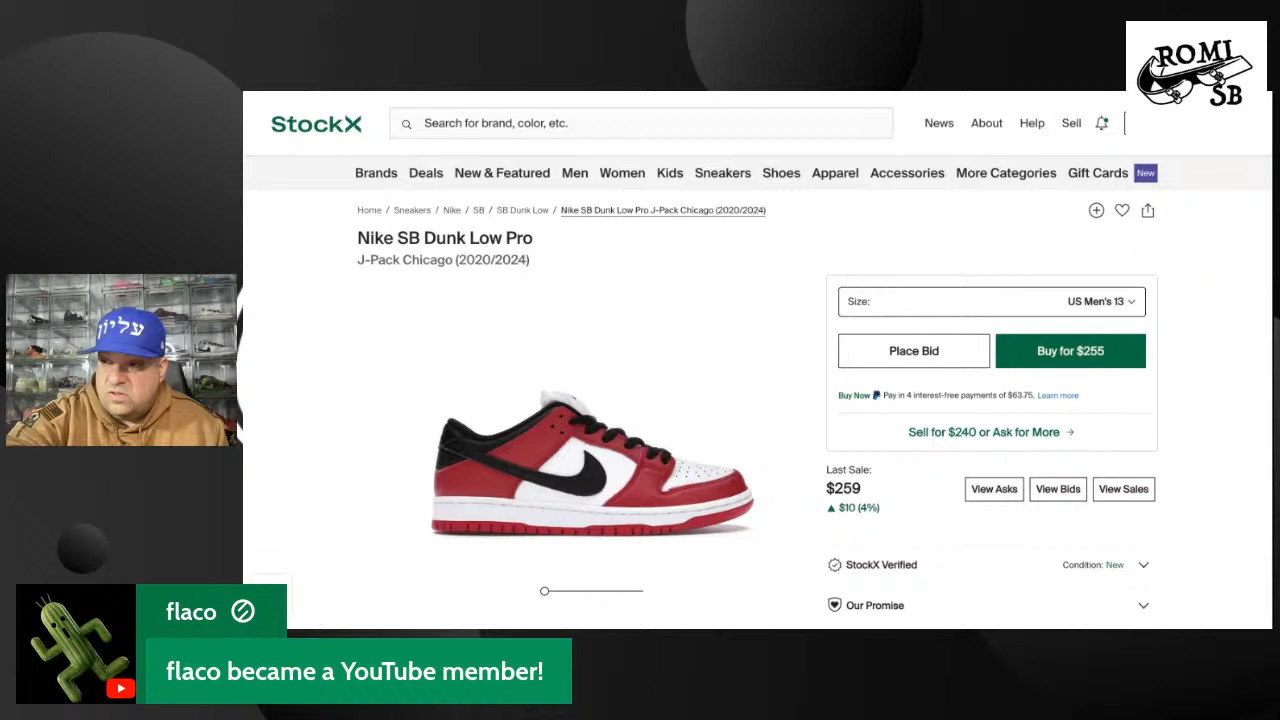 ROMI
SB
StockX
Search for brand, color, etc.
News About Help Sell
Brands Deals New & Featured Men Women Kids Sneakers Shoes Apparel Accessories More Categories Gift Cards New
Home / Sneakers / Nike / SB / SB Dunk Low / Nike SB Dunk Low Pro J-Pack Chicago (2020/2024)
Nike SB Dunk Low Pro
J-Pack Chicago (2020/2024)
Size: US Men's 13
Place Bid Buy for $255
Buy Now Pay in 4 interest-free payments of $63.75. Learn more
Sell for $240 or Ask for More
Last Sale:
$259
$10 (4%)
View Asks View Bids View Sales
StockX Verified Condition: New
Our Promise
עליון
flaco
flaco became a YouTube member!